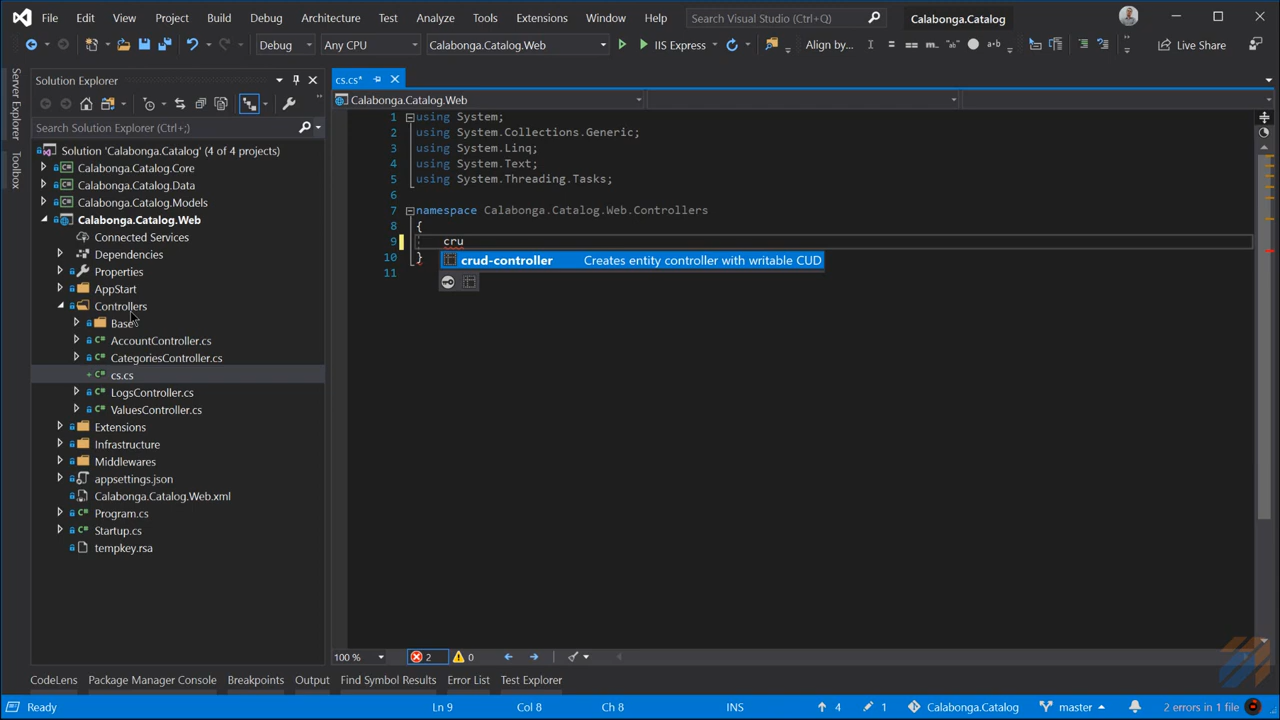 File Edit View Project Build Debug Architecture Test Analyze Tools Extensions Window Help Search Visual Studio (Ctrl+Q) Calabonga.Catalog
Debug Any CPU Calabonga.Catalog.Web IIS Express Align by... Live Share
Server Explorer
Toolbox
Solution Explorer
Search Solution Explorer (Ctrl+;)
Solution 'Calabonga.Catalog' (4 of 4 projects)
Calabonga.Catalog.Core
Calabonga.Catalog.Data
Calabonga.Catalog.Models
Calabonga.Catalog.Web
Connected Services
Dependencies
Properties
AppStart
Controllers
Base
AccountController.cs
CategoriesController.cs
cs.cs
LogsController.cs
ValuesController.cs
Extensions
Infrastructure
Middlewares
appsettings.json
Calabonga.Catalog.Web.xml
Program.cs
Startup.cs
tempkey.rsa
cs.cs*
Calabonga.Catalog.Web
1 using System;
2 using System.Collections.Generic;
3 using System.Linq;
4 using System.Text;
5 using System.Threading.Tasks;
6
7 namespace Calabonga.Catalog.Web.Controllers
8 {
9 cru
crud-controller Creates entity controller with writable CUD
10 }
11
100 % 2 0
CodeLens Package Manager Console Breakpoints Output Find Symbol Results Error List Test Explorer
Ready Ln 9 Col 8 Ch 8 INS 4 1 Calabonga.Catalog master 2 errors in 1 file